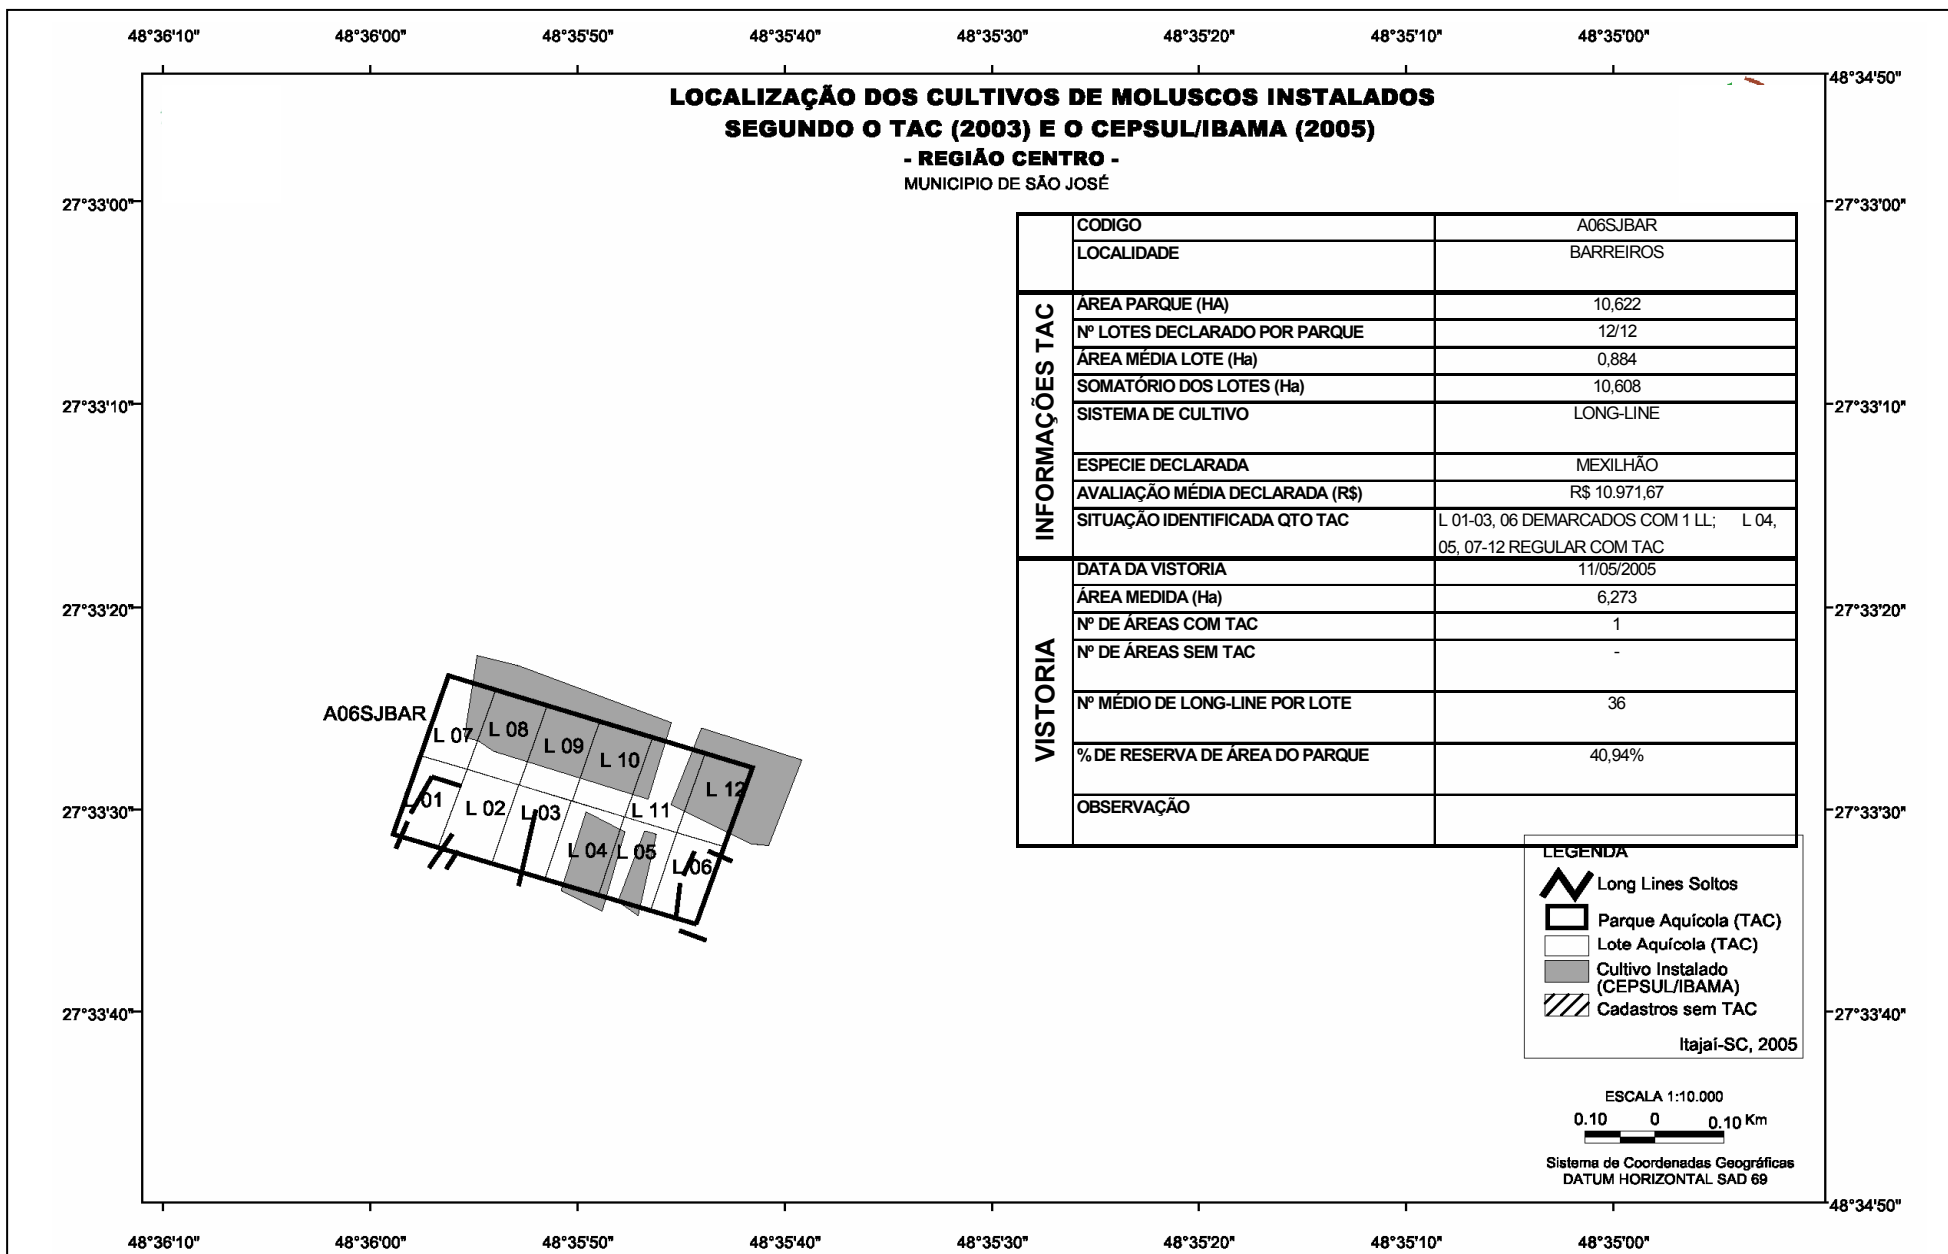 48°36'10" 48°36'00" 48°35'50" 48°35'40" 48°35'30" 48°35'20" 48°35'10" 48°35'00"
48°34'50"
LOCALIZAÇÃO DOS CULTIVOS DE MOLUSCOS INSTALADOS
SEGUNDO O TAC (2003) E O CEPSUL/IBAMA (2005)
- REGIÃO CENTRO -
MUNICIPIO DE SÃO JOSÉ
27°33'00" 27°33'00"
CODIGO A06SJBAR
LOCALIDADE BARREIROS
INFORMAÇÕES TAC
ÁREA PARQUE (HA) 10,622
Nº LOTES DECLARADO POR PARQUE 12/12
ÁREA MÉDIA LOTE (Ha) 0,884
SOMATÓRIO DOS LOTES (Ha) 10,608
27°33'10" 27°33'10"
SISTEMA DE CULTIVO LONG-LINE
ESPECIE DECLARADA MEXILHÃO
AVALIAÇÃO MÉDIA DECLARADA (R$) R$ 10.971,67
SITUAÇÃO IDENTIFICADA QTO TAC L 01-03, 06 DEMARCADOS COM 1 LL; L 04,
05, 07-12 REGULAR COM TAC
VISTORIA
DATA DA VISTORIA 11/05/2005
ÁREA MEDIDA (Ha) 6,273
27°33'20" 27°33'20"
Nº DE ÁREAS COM TAC 1
Nº DE ÁREAS SEM TAC -
Nº MÉDIO DE LONG-LINE POR LOTE 36
% DE RESERVA DE ÁREA DO PARQUE 40,94%
OBSERVAÇÃO
A06SJBAR
L 07
L 08
L 09
L 10
L 12
L 01
L 02
L 03
L 11
L 04
L 05
L 06
27°33'30" 27°33'30"
LEGENDA
Long Lines Soltos
Parque Aquícola (TAC)
Lote Aquícola (TAC)
Cultivo Instalado
(CEPSUL/IBAMA)
Cadastros sem TAC
27°33'40" 27°33'40"
Itajaí-SC, 2005
ESCALA 1:10.000
0.10 0 0.10 Km
Sistema de Coordenadas Geográficas
DATUM HORIZONTAL SAD 69
48°34'50"
48°36'10" 48°36'00" 48°35'50" 48°35'40" 48°35'30" 48°35'20" 48°35'10" 48°35'00"